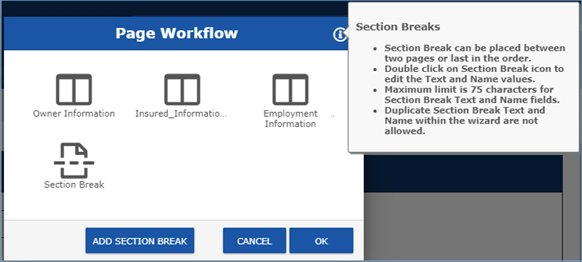 Page Workflow
Owner Information
Insured_Informatio...
Employment
Information
..
Section Break
ADD SECTION BREAK
CANCEL
OK
Section Breaks
• Section Break can be placed between
two pages or last in the order.
• Double click on Section Break icon to
edit the Text and Name values.
• Maximum limit is 75 characters for
Section Break Text and Name fields.
• Duplicate Section Break Text and
Name within the wizard are not
allowed.